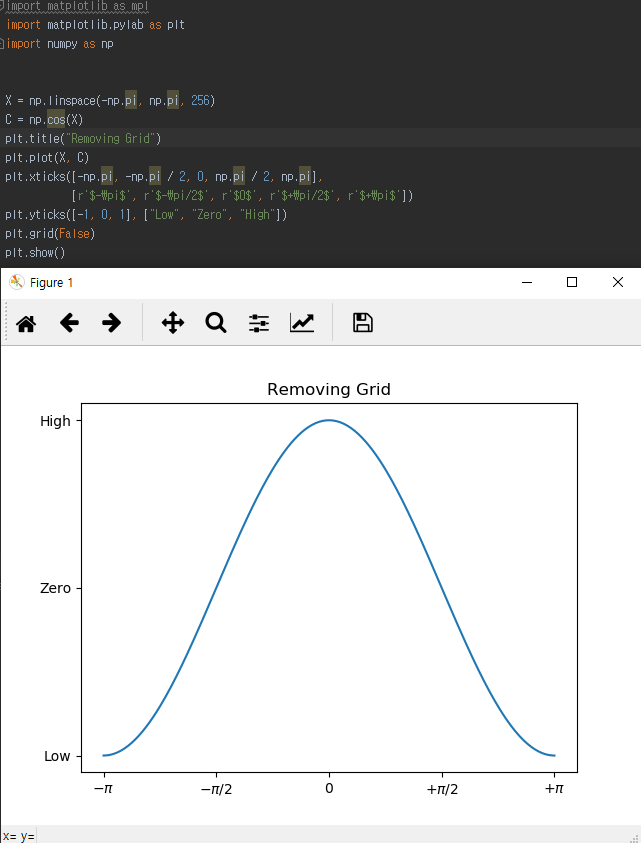 import matplotlib as mpl
import matplotlib.pylab as plt
import numpy as np
X = np.linspace(-np.pi, np.pi, 256)
C = np.cos(X)
plt.title("Removing Grid")
plt.plot(X, C)
plt.xticks([-np.pi, -np.pi / 2, 0, np.pi / 2, np.pi],
[r'$-₩pi$', r'$-₩pi/2$', r'$0$', r'$+₩pi/2$', r'$+₩pi$'])
plt.yticks([-1, 0, 1], ["Low", "Zero", "High"])
plt.grid(False)
plt.show()
Figure 1
Removing Grid
High
Zero
Low
−π −π/2 0 +π/2 +π
x= y=